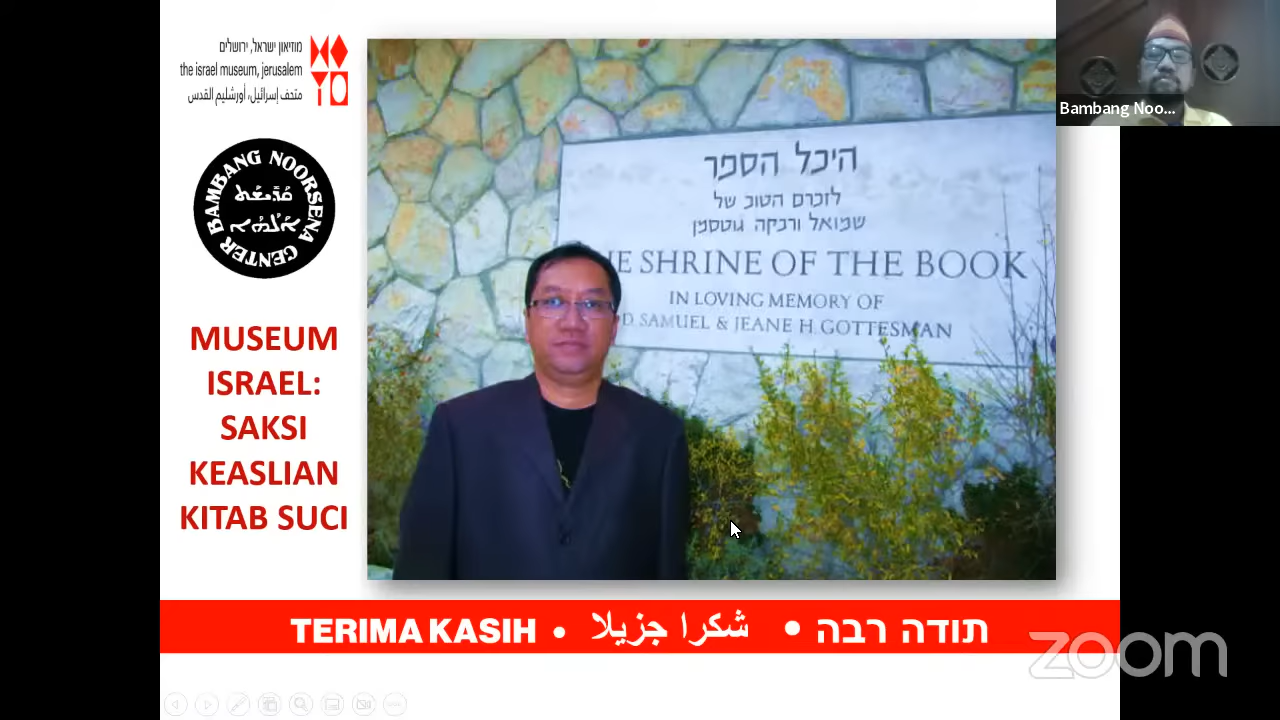 מוזיאון ישראל, ירושלים
the israel museum, jerusalem
متحف إسرائيل، أورشليم القدس
BAMBANG NOORSENA CENTER
MUSEUM
ISRAEL:
SAKSI
KEASLIAN
KITAB SUCI
היכל הספר
לזכרם הטוב של
שמואל ורבקה גוטסמן
HE SHRINE OF THE BOOK
IN LOVING MEMORY OF
D. SAMUEL & JEANE H. GOTTESMAN
Bambang Noo...
TERIMA KASIH • شكرا جزيلا • תודה רבה
zoom